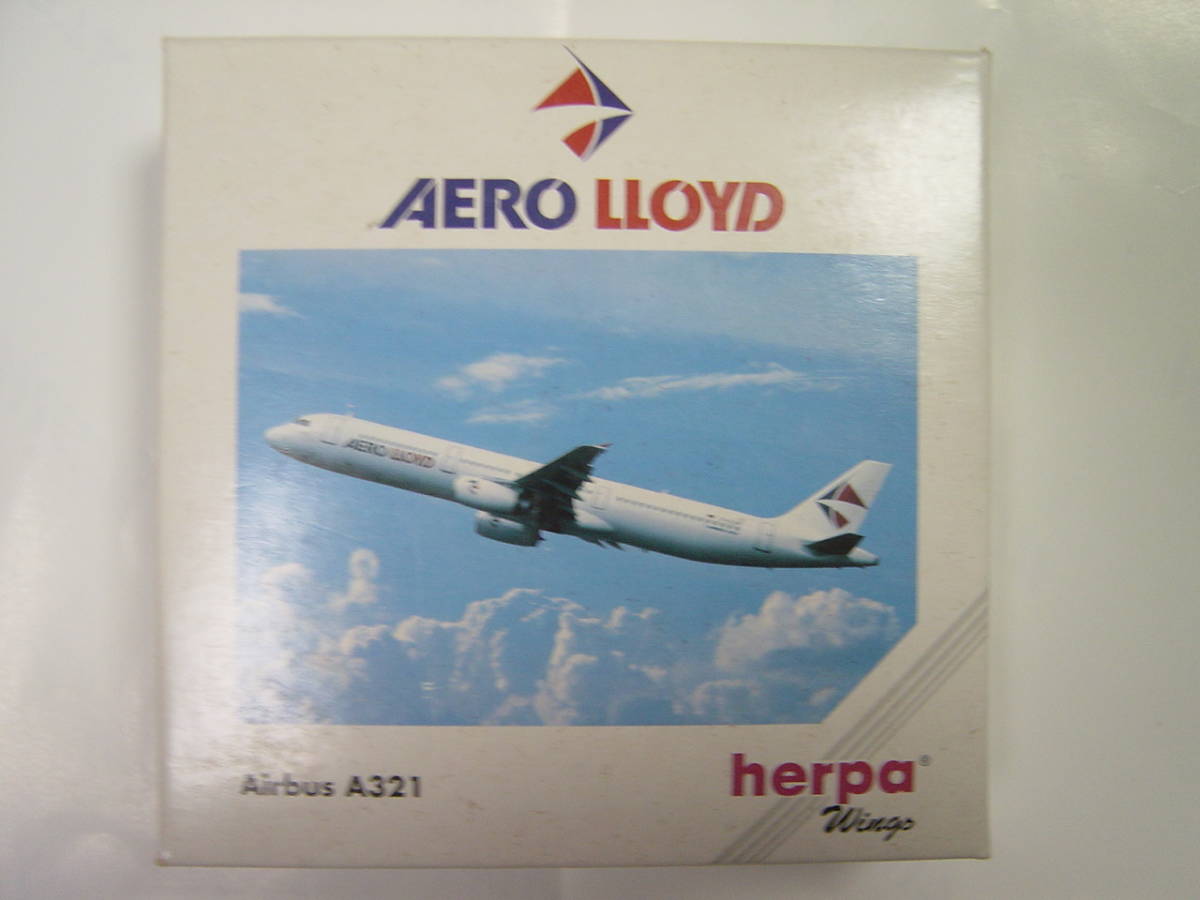 AERO LLOYD
AERO LLOYD
Airbus A321
herpa®
Wings